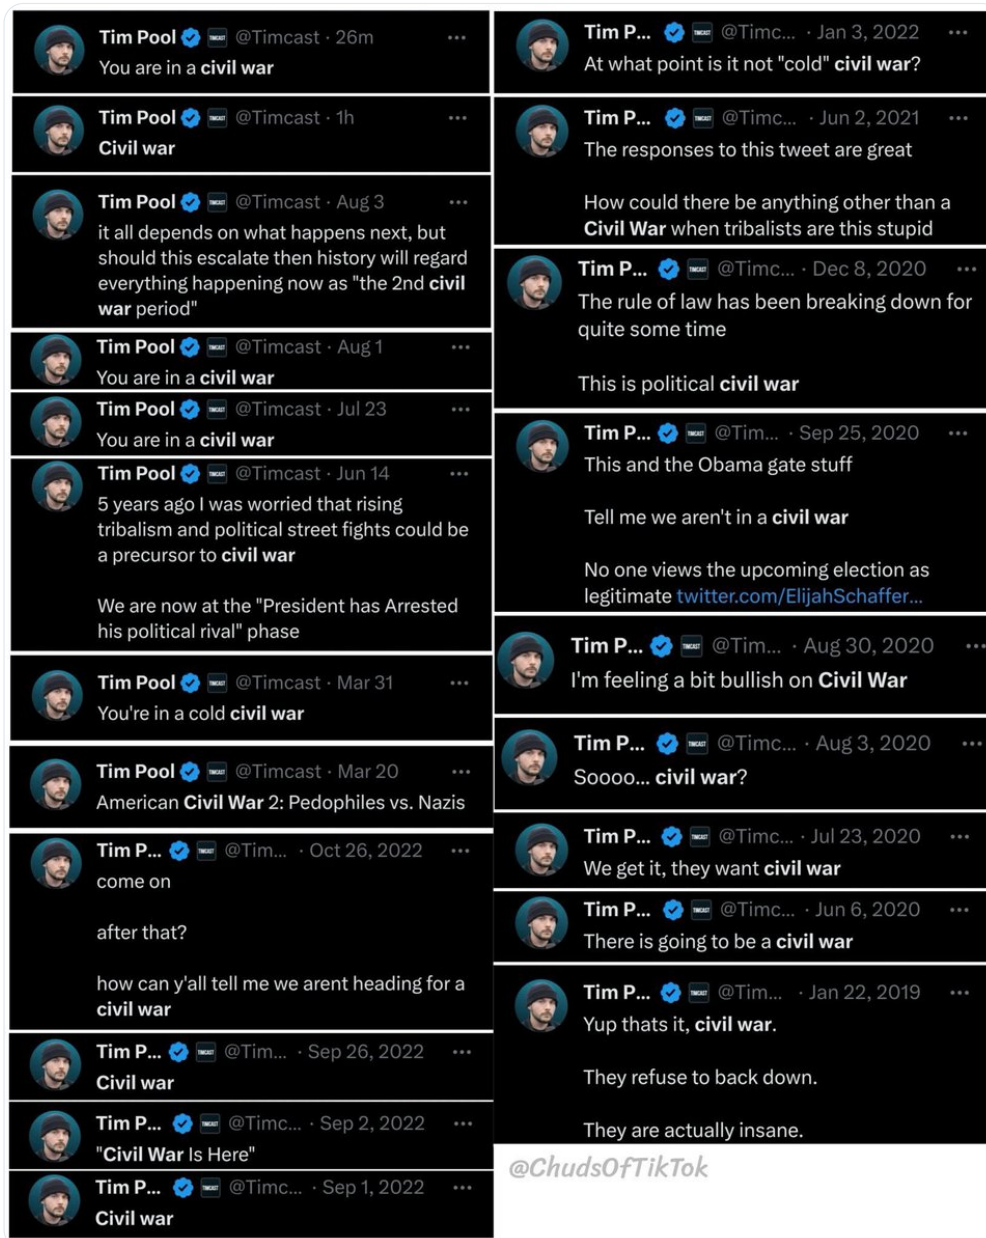 Tim Pool @Timcast · 26m
You are in a civil war
Tim Pool @Timcast · 1h
Civil war
Tim Pool @Timcast · Aug 3
it all depends on what happens next, but
should this escalate then history will regard
everything happening now as "the 2nd civil
war period"
Tim Pool @Timcast · Aug 1
You are in a civil war
Tim Pool @Timcast · Jul 23
You are in a civil war
Tim Pool @Timcast · Jun 14
5 years ago I was worried that rising
tribalism and political street fights could be
a precursor to civil war
We are now at the "President has Arrested
his political rival" phase
Tim Pool @Timcast · Mar 31
You're in a cold civil war
Tim Pool @Timcast · Mar 20
American Civil War 2: Pedophiles vs. Nazis
Tim P... @Tim... · Oct 26, 2022
come on
after that?
how can y'all tell me we arent heading for a
civil war
Tim P... @Tim... · Sep 26, 2022
Civil war
Tim P... @Timc... · Sep 2, 2022
"Civil War Is Here"
Tim P... @Timc... · Sep 1, 2022
Civil war
Tim P... @Timc... · Jan 3, 2022
At what point is it not "cold" civil war?
Tim P... @Timc... · Jun 2, 2021
The responses to this tweet are great
How could there be anything other than a
Civil War when tribalists are this stupid
Tim P... @Timc... · Dec 8, 2020
The rule of law has been breaking down for
quite some time
This is political civil war
Tim P... @Tim... · Sep 25, 2020
This and the Obama gate stuff
Tell me we aren't in a civil war
No one views the upcoming election as
legitimate twitter.com/ElijahSchaffer...
Tim P... @Tim... · Aug 30, 2020
I'm feeling a bit bullish on Civil War
Tim P... @Timc... · Aug 3, 2020
Soooo... civil war?
Tim P... @Timc... · Jul 23, 2020
We get it, they want civil war
Tim P... @Timc... · Jun 6, 2020
There is going to be a civil war
Tim P... @Tim... · Jan 22, 2019
Yup thats it, civil war.
They refuse to back down.
They are actually insane.
@ChudsOfTikTok